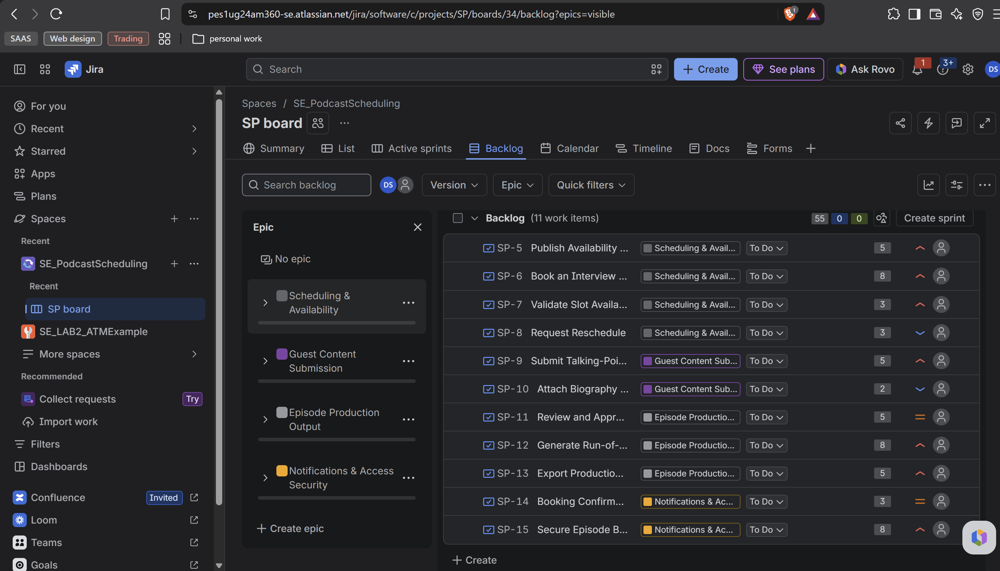 pes1ug24am360-se.atlassian.net/jira/software/c/projects/SP/boards/34/backlog?epics=visible
1
SAAS
Web design
Trading
personal work
Jira
Search
Create
See plans
Ask Rovo
1
3+
DS
For you
Recent
Starred
Apps
Plans
Spaces
Recent
SE_PodcastScheduling
Recent
SP board
SE_LAB2_ATMExample
More spaces
Recommended
Collect requests
Try
Import work
Filters
Dashboards
Confluence
Invited
Loom
Teams
Goals
Spaces / SE_PodcastScheduling
SP board
Summary
List
Active sprints
Backlog
Calendar
Timeline
Docs
Forms
Search backlog
DS
Version
Epic
Quick filters
Epic
No epic
Scheduling &
Availability
Guest Content
Submission
Episode Production
Output
Notifications & Access
Security
Create epic
Backlog (11 work items)
55 0 0
Create sprint
SP-5 Publish Availability ... Scheduling & Avail... To Do 5
SP-6 Book an Interview ... Scheduling & Avail... To Do 8
SP-7 Validate Slot Availa... Scheduling & Avail... To Do 3
SP-8 Request Reschedule Scheduling & Avail... To Do 3
SP-9 Submit Talking-Poi... Guest Content Sub... To Do 5
SP-10 Attach Biography ... Guest Content Sub... To Do 2
SP-11 Review and Appr... Episode Productio... To Do 5
SP-12 Generate Run-of-... Episode Productio... To Do 8
SP-13 Export Productio... Episode Productio... To Do 5
SP-14 Booking Confirm... Notifications & Ac... To Do 3
SP-15 Secure Episode B... Notifications & Ac... To Do 8
Create